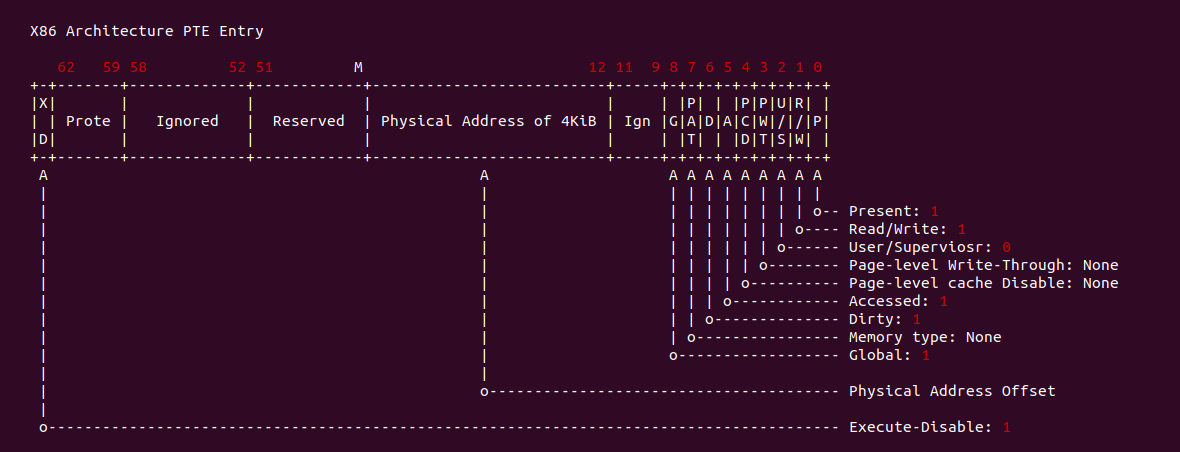 X86 Architecture PTE Entry
62 59 58 52 51 M 12 11 9 8 7 6 5 4 3 2 1 0
+-+-------+-------------+------------+--------------------------+-----+-+-+-+-+-+-+-+-+-+
|X| | | | | | |P| | |P|P|U|R| |
| | Prote | Ignored | Reserved | Physical Address of 4KiB | Ign |G|A|D|A|C|W|/|/|P|
|D| | | | | | |T| | |D|T|S|W| |
+-+-------+-------------+------------+--------------------------+-----+-+-+-+-+-+-+-+-+-+
A A A A A A A A A A A
| | | | | | | | | | |
| | | | | | | | | | o-- Present: 1
| | | | | | | | | o---- Read/Write: 1
| | | | | | | | o------ User/Superviosr: 0
| | | | | | | o-------- Page-level Write-Through: None
| | | | | | o---------- Page-level cache Disable: None
| | | | | o------------ Accessed: 1
| | | | o-------------- Dirty: 1
| | | o---------------- Memory type: None
| | o------------------ Global: 1
| |
| o--------------------------------------- Physical Address Offset
|
o---------------------------------------------------------------------------------------- Execute-Disable: 1